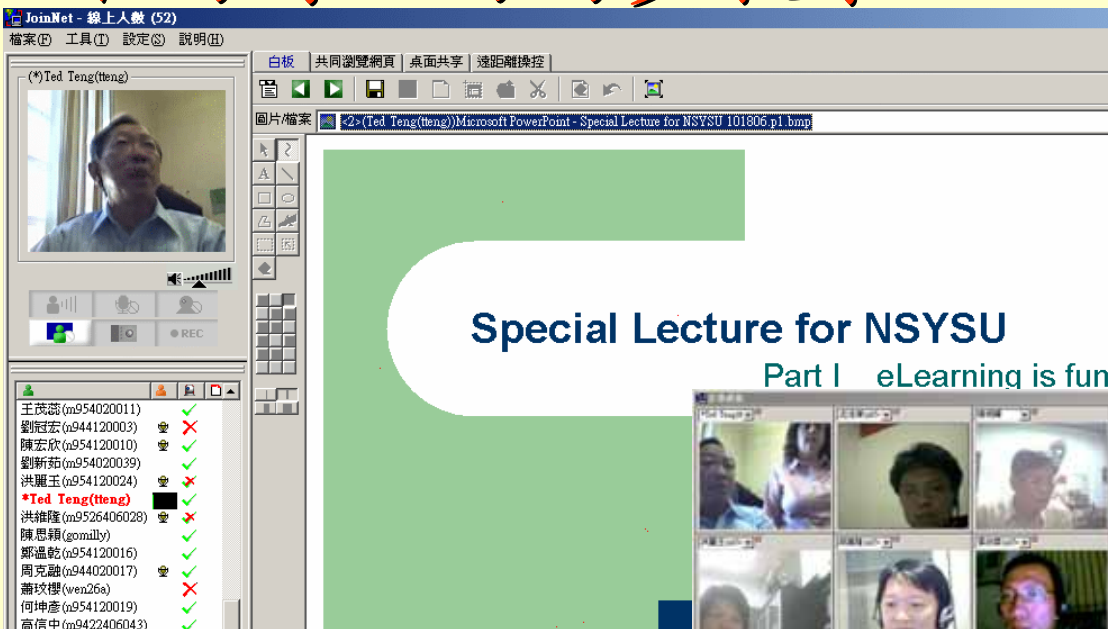 JoinNet - 線上人數 (52)
檔案(F) 工具(T) 設定(S) 說明(H)
(*)Ted Teng(tteng)
白板 共同瀏覽網頁 桌面共享 遠距離操控
圖片/檔案 <2>(Ted Teng(tteng))Microsoft PowerPoint - Special Lecture for NSYSU 101806.p1.bmp
A
REC
Special Lecture for NSYSU
Part I eLearning is fun
王茂蕊(m954020011)
劉冠宏(n944120003)
陳宏欣(n954120010)
劉新茹(m954020039)
洪麗玉(n954120024)
*Ted Teng(tteng)
洪維隆(m9526406028)
陳思穎(gomilly)
鄭溫乾(n954120016)
周克融(n944020017)
蕭玟櫻(wen26a)
何坤彥(n954120019)
高信中(m9422406043)